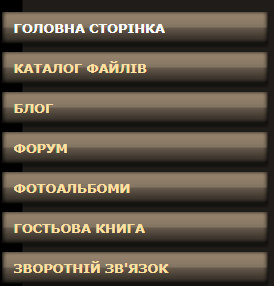 ГОЛОВНА СТОРІНКА
КАТАЛОГ ФАЙЛІВ
БЛОГ
ФОРУМ
ФОТОАЛЬБОМИ
ГОСТЬОВА КНИГА
ЗВОРОТНІЙ ЗВ'ЯЗОК